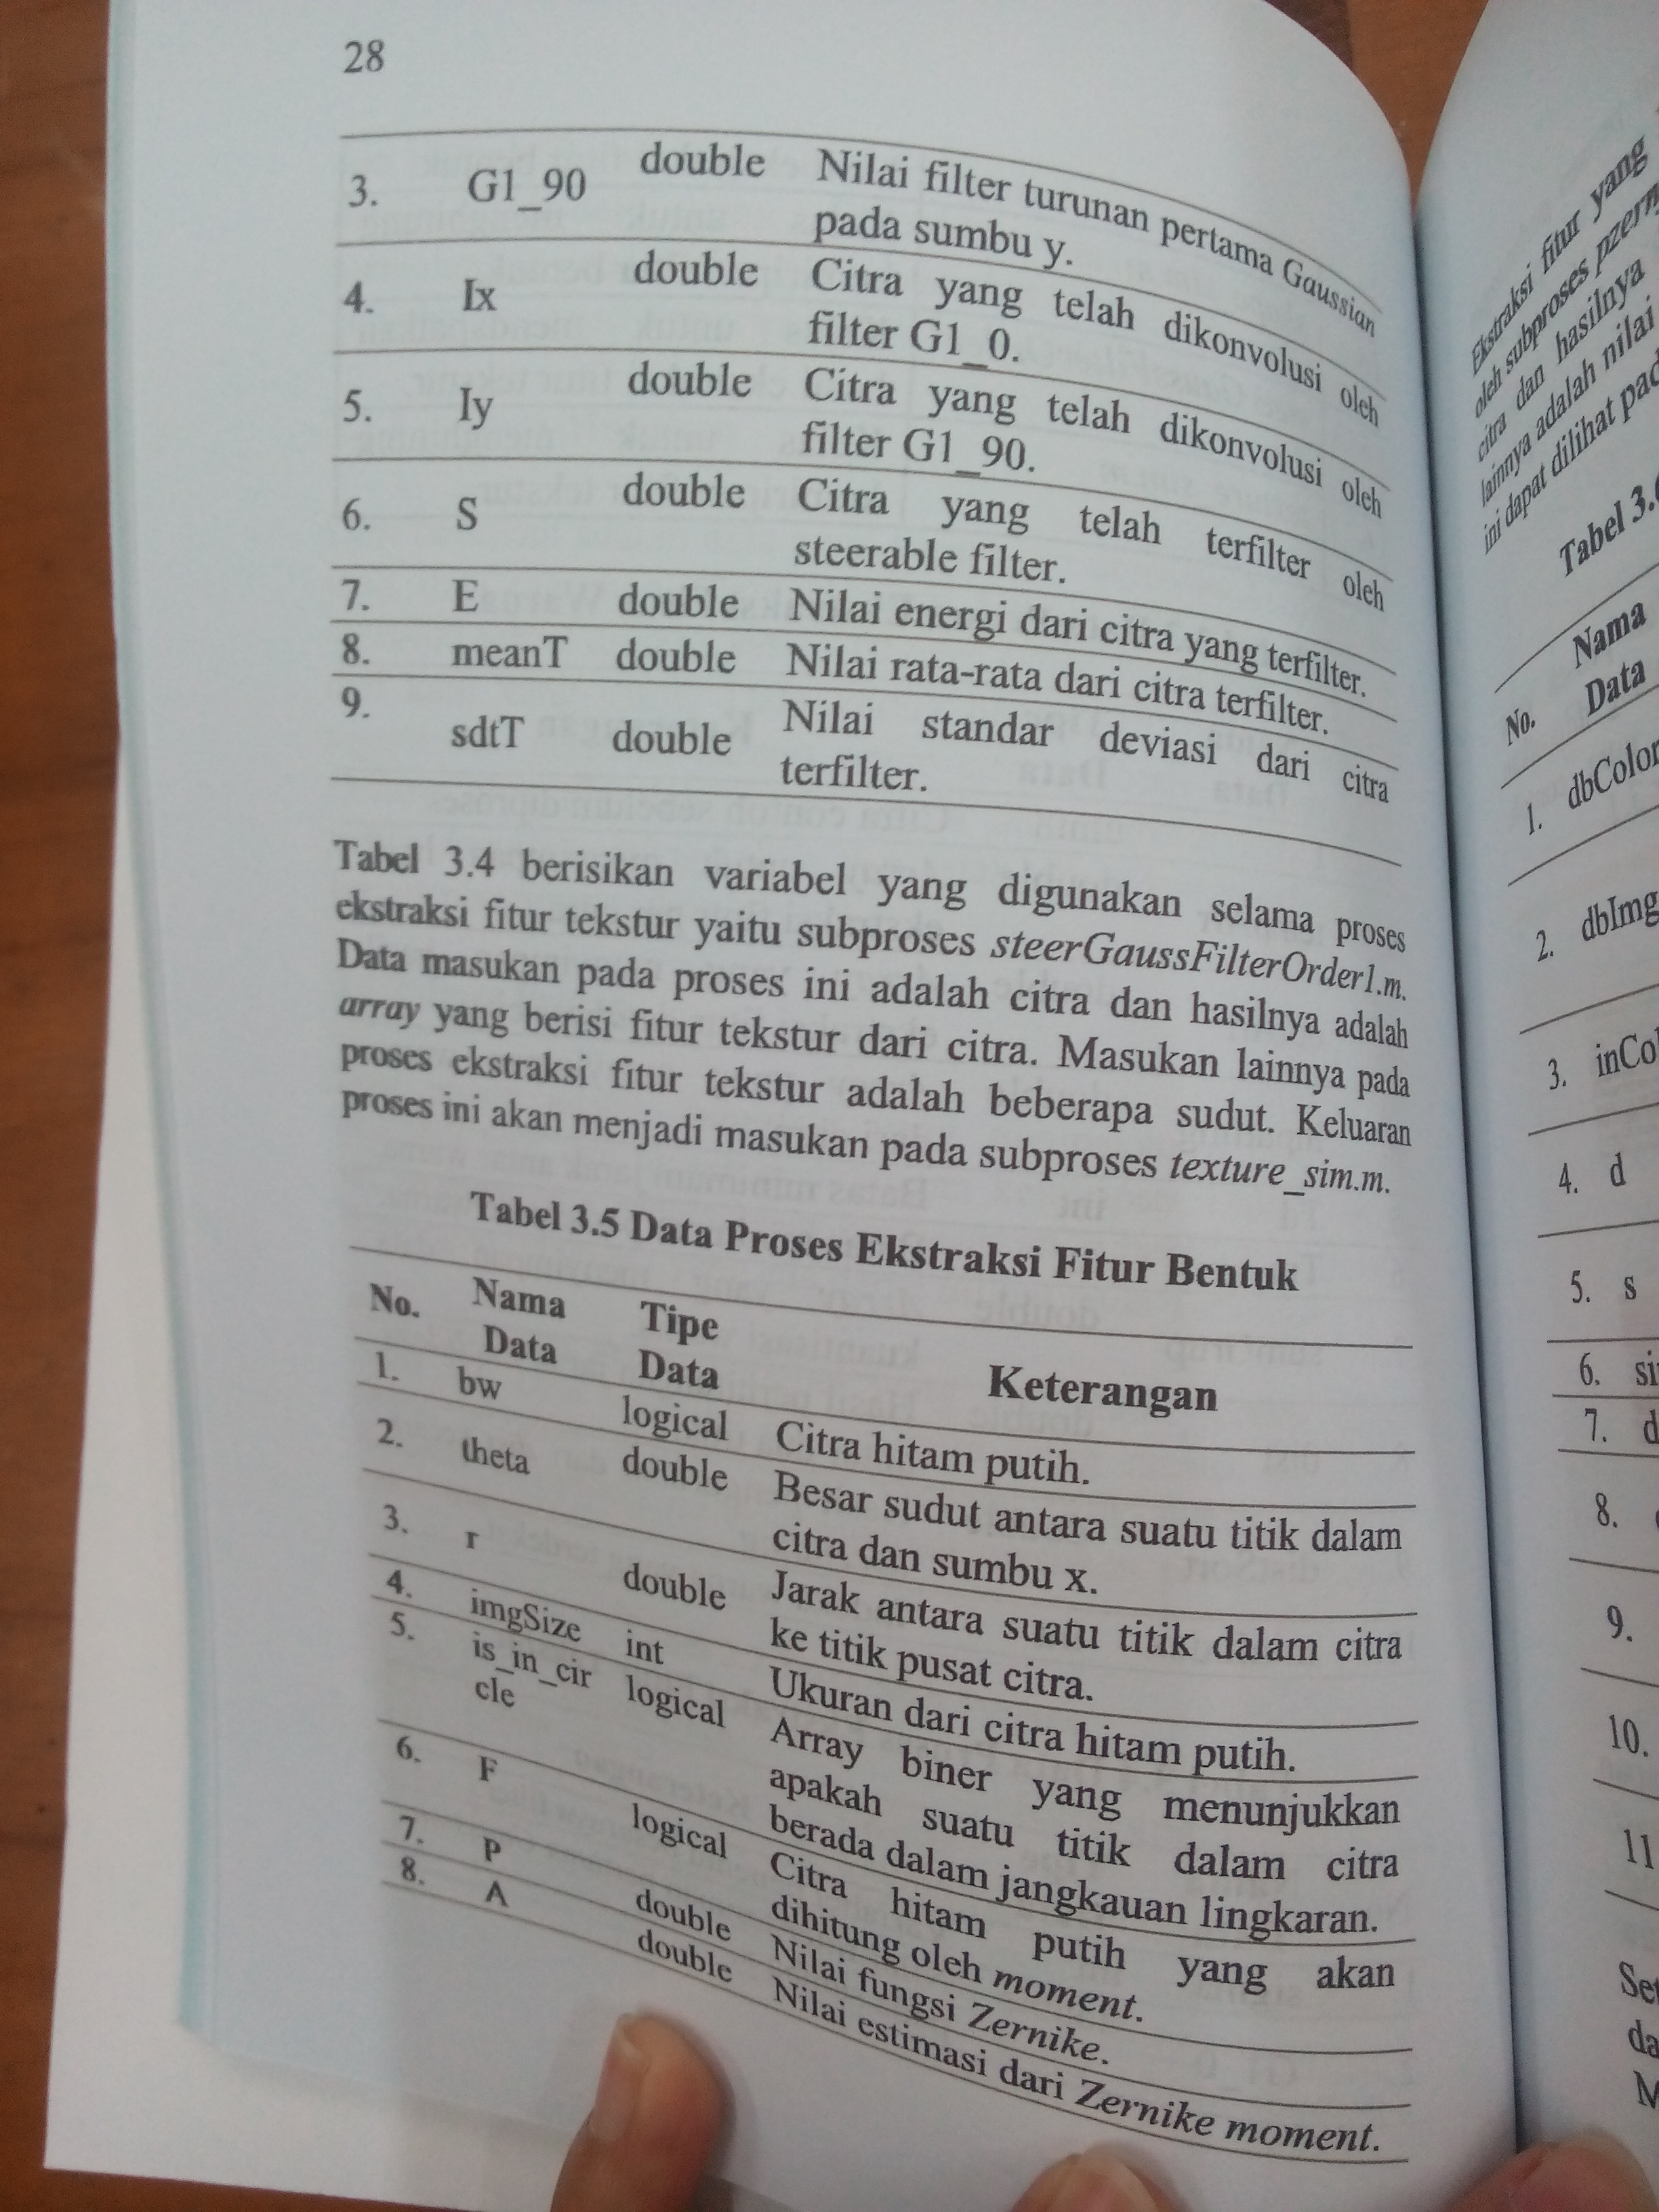 28
3. G1_90 double Nilai filter turunan pertama Gaussian
pada sumbu y.
4. Ix double Citra yang telah dikonvolusi oleh
filter G1_0.
5. Iy double Citra yang telah dikonvolusi oleh
filter G1_90.
6. S double Citra yang telah terfilter oleh
steerable filter.
7. E double Nilai energi dari citra yang terfilter.
8. meanT double Nilai rata-rata dari citra terfilter.
9. sdtT double Nilai standar deviasi dari citra
terfilter.
Tabel 3.4 berisikan variabel yang digunakan selama proses
ekstraksi fitur tekstur yaitu subproses steerGaussFilterOrder1.m.
Data masukan pada proses ini adalah citra dan hasilnya adalah
array yang berisi fitur tekstur dari citra. Masukan lainnya pada
proses ekstraksi fitur tekstur adalah beberapa sudut. Keluaran
proses ini akan menjadi masukan pada subproses texture_sim.m.
Tabel 3.5 Data Proses Ekstraksi Fitur Bentuk
No. Nama Tipe Keterangan
Data Data
1. bw logical Citra hitam putih.
2. theta double Besar sudut antara suatu titik dalam
citra dan sumbu x.
3. r double Jarak antara suatu titik dalam citra
ke titik pusat citra.
4. imgSize int Ukuran dari citra hitam putih.
5. is_in_cir logical Array biner yang menunjukkan
cle apakah suatu titik dalam citra
berada dalam jangkauan lingkaran.
6. F logical Citra hitam putih yang akan
dihitung oleh moment.
7. P double Nilai fungsi Zernike.
8. A double Nilai estimasi dari Zernike moment.
Ekstraksi fitur yang
oleh subproses
citra dan hasilnya
lainnya adalah nilai
ini dapat dilihat
Tabel
Nama
No. Data
1. dbColor
2. dbImg
3.
4. d
5. s
6.
7.
8.
9.
10.
11